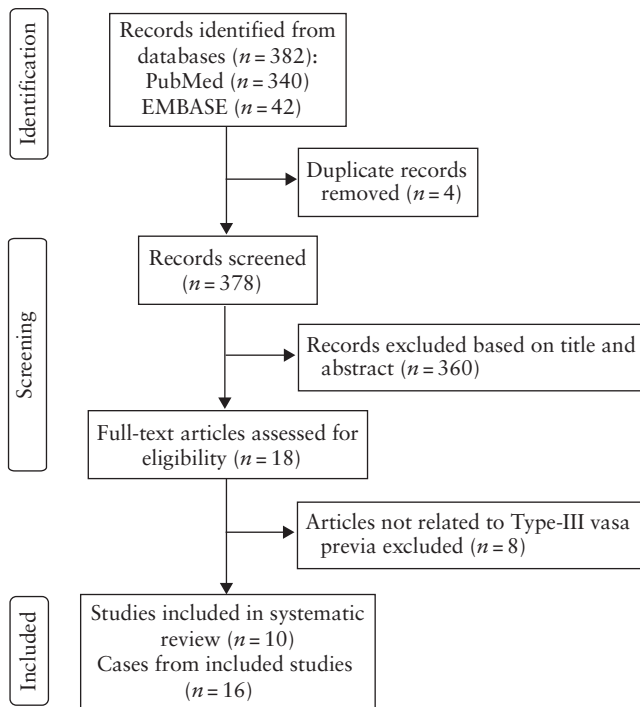 Identification
Records identified from
databases (n = 382):
PubMed (n = 340)
EMBASE (n = 42)
Duplicate records
removed (n = 4)
Screening
Records screened
(n = 378)
Records excluded based on title and
abstract (n = 360)
Full-text articles assessed for
eligibility (n = 18)
Articles not related to Type-III vasa
previa excluded (n = 8)
Included
Studies included in systematic
review (n = 10)
Cases from included studies
(n = 16)